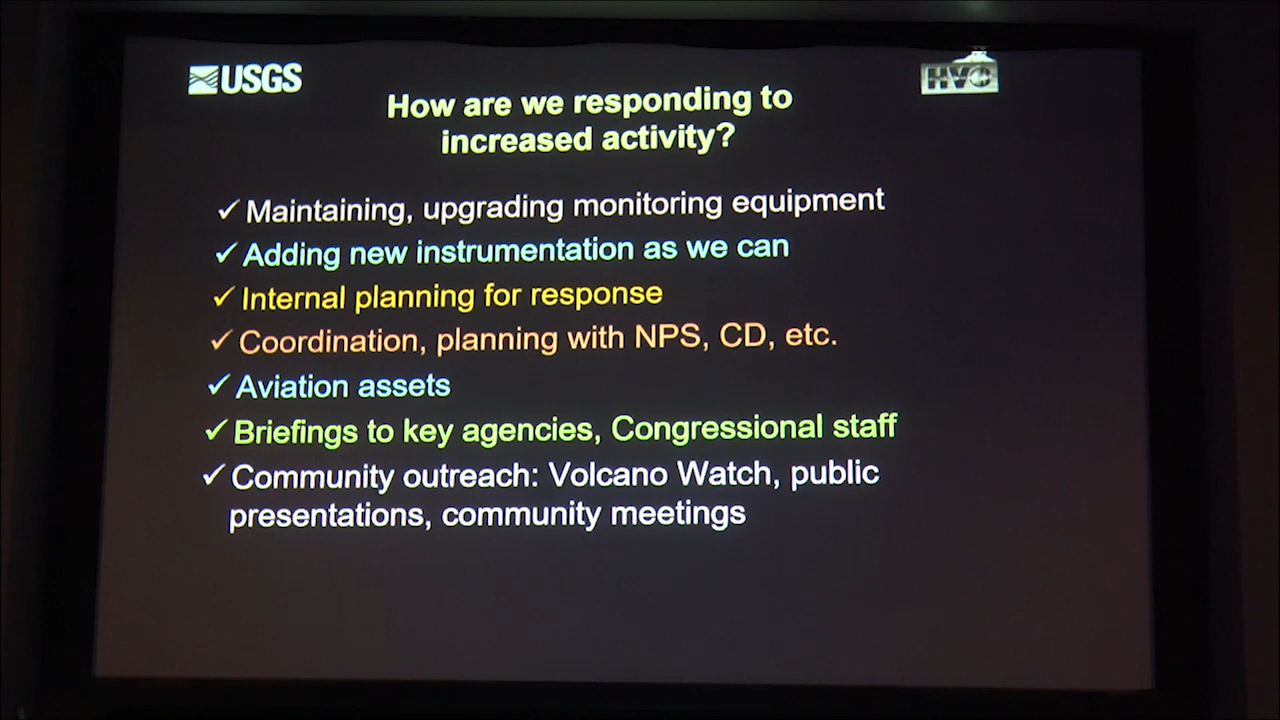 USGS
HVO
How are we responding to
increased activity?
✓ Maintaining, upgrading monitoring equipment
✓ Adding new instrumentation as we can
✓ Internal planning for response
✓ Coordination, planning with NPS, CD, etc.
✓ Aviation assets
✓ Briefings to key agencies, Congressional staff
✓ Community outreach: Volcano Watch, public
presentations, community meetings